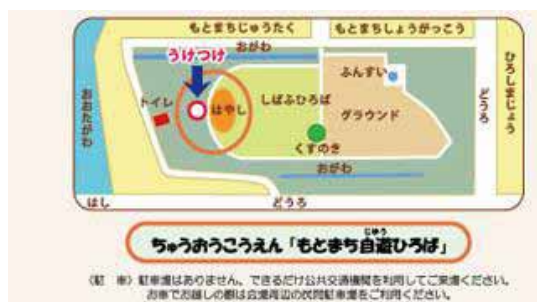 もとまちじゅうたく
もとまちしょうがっこう
おがわ
うけつけ
ふんすい
ひろしまじょう
おおたがわ
トイレ
はやし
しばふひろば
グラウンド
どうろ
くすのき
おがわ
はし
どうろ
じゆう
ちゅうおうこうえん「もとまち自遊ひろば」
〈駐 車〉駐車場はありません。できるだけ公共交通機関を利用してご来場ください。
お車でお越しの際は会場周辺の民間駐車場をご利用ください。